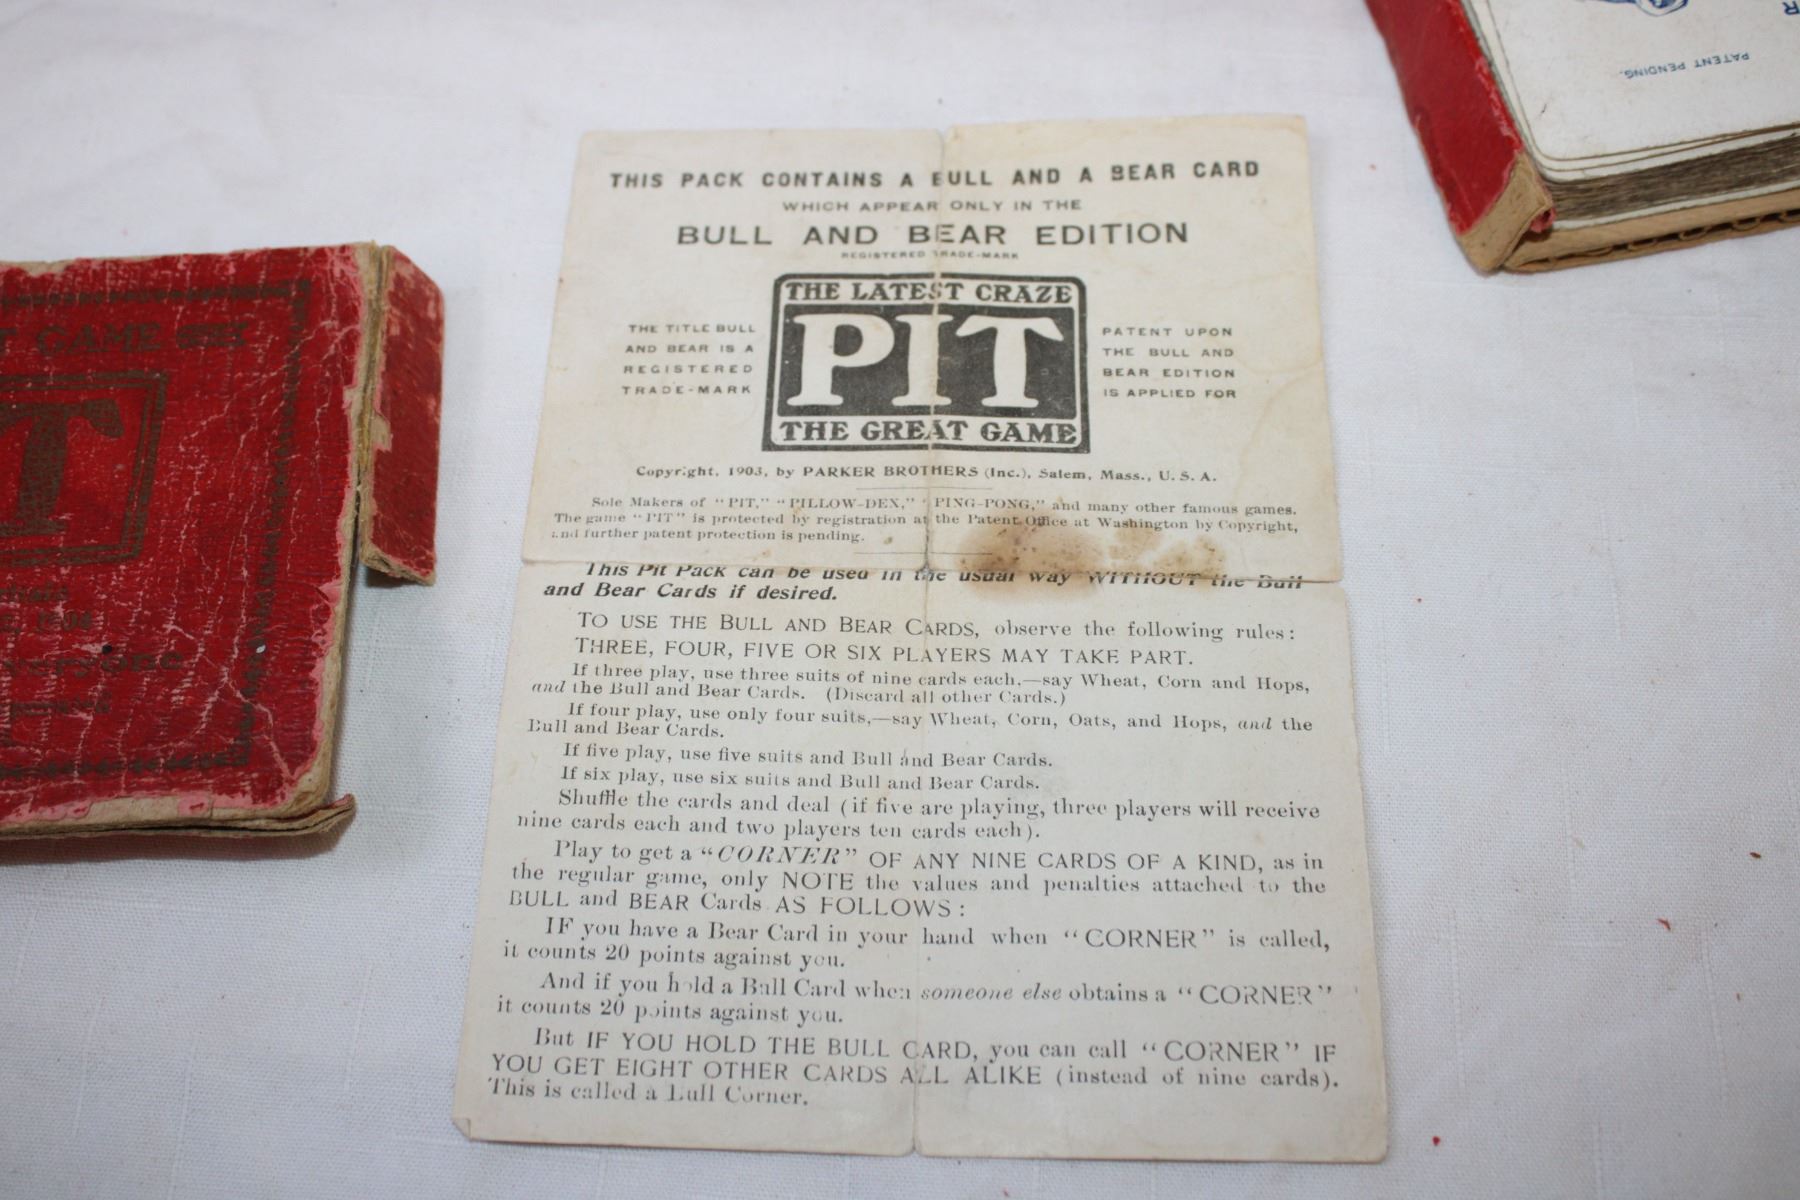 THIS PACK CONTAINS A BULL AND A BEAR CARD
WHICH APPEAR ONLY IN THE
BULL AND BEAR EDITION
REGISTERED TRADE-MARK
THE TITLE BULL
AND BEAR IS A
REGISTERED
TRADE-MARK
THE LATEST CRAZE
PIT
THE GREAT GAME
PATENT UPON
THE BULL AND
BEAR EDITION
IS APPLIED FOR
Copyright, 1903, by PARKER BROTHERS (Inc.), Salem, Mass., U. S. A.
Sole Makers of "PIT," "PILLOW-DEX," "PING-PONG," and many other famous games.
The game "PIT" is protected by registration at the Patent Office at Washington by Copyright,
and further patent protection is pending.
This Pit Pack can be used in the usual way WITHOUT the Bull
and Bear Cards if desired.
TO USE THE BULL AND BEAR CARDS, observe the following rules:
THREE, FOUR, FIVE OR SIX PLAYERS MAY TAKE PART.
If three play, use three suits of nine cards each,—say Wheat, Corn and Hops,
and the Bull and Bear Cards. (Discard all other Cards.)
If four play, use only four suits,—say Wheat, Corn, Oats, and Hops, and the
Bull and Bear Cards.
If five play, use five suits and Bull and Bear Cards.
If six play, use six suits and Bull and Bear Cards.
Shuffle the cards and deal (if five are playing, three players will receive
nine cards each and two players ten cards each).
Play to get a "CORNER" OF ANY NINE CARDS OF A KIND, as in
the regular game, only NOTE the values and penalties attached to the
BULL and BEAR Cards AS FOLLOWS:
IF you have a Bear Card in your hand when "CORNER" is called,
it counts 20 points against you.
And if you hold a Bull Card when someone else obtains a "CORNER"
it counts 20 points against you.
But IF YOU HOLD THE BULL CARD, you can call "CORNER" IF
YOU GET EIGHT OTHER CARDS ALL ALIKE (instead of nine cards).
This is called a Bull Corner.
GAME
T
1904
PATENT PENDING.
R